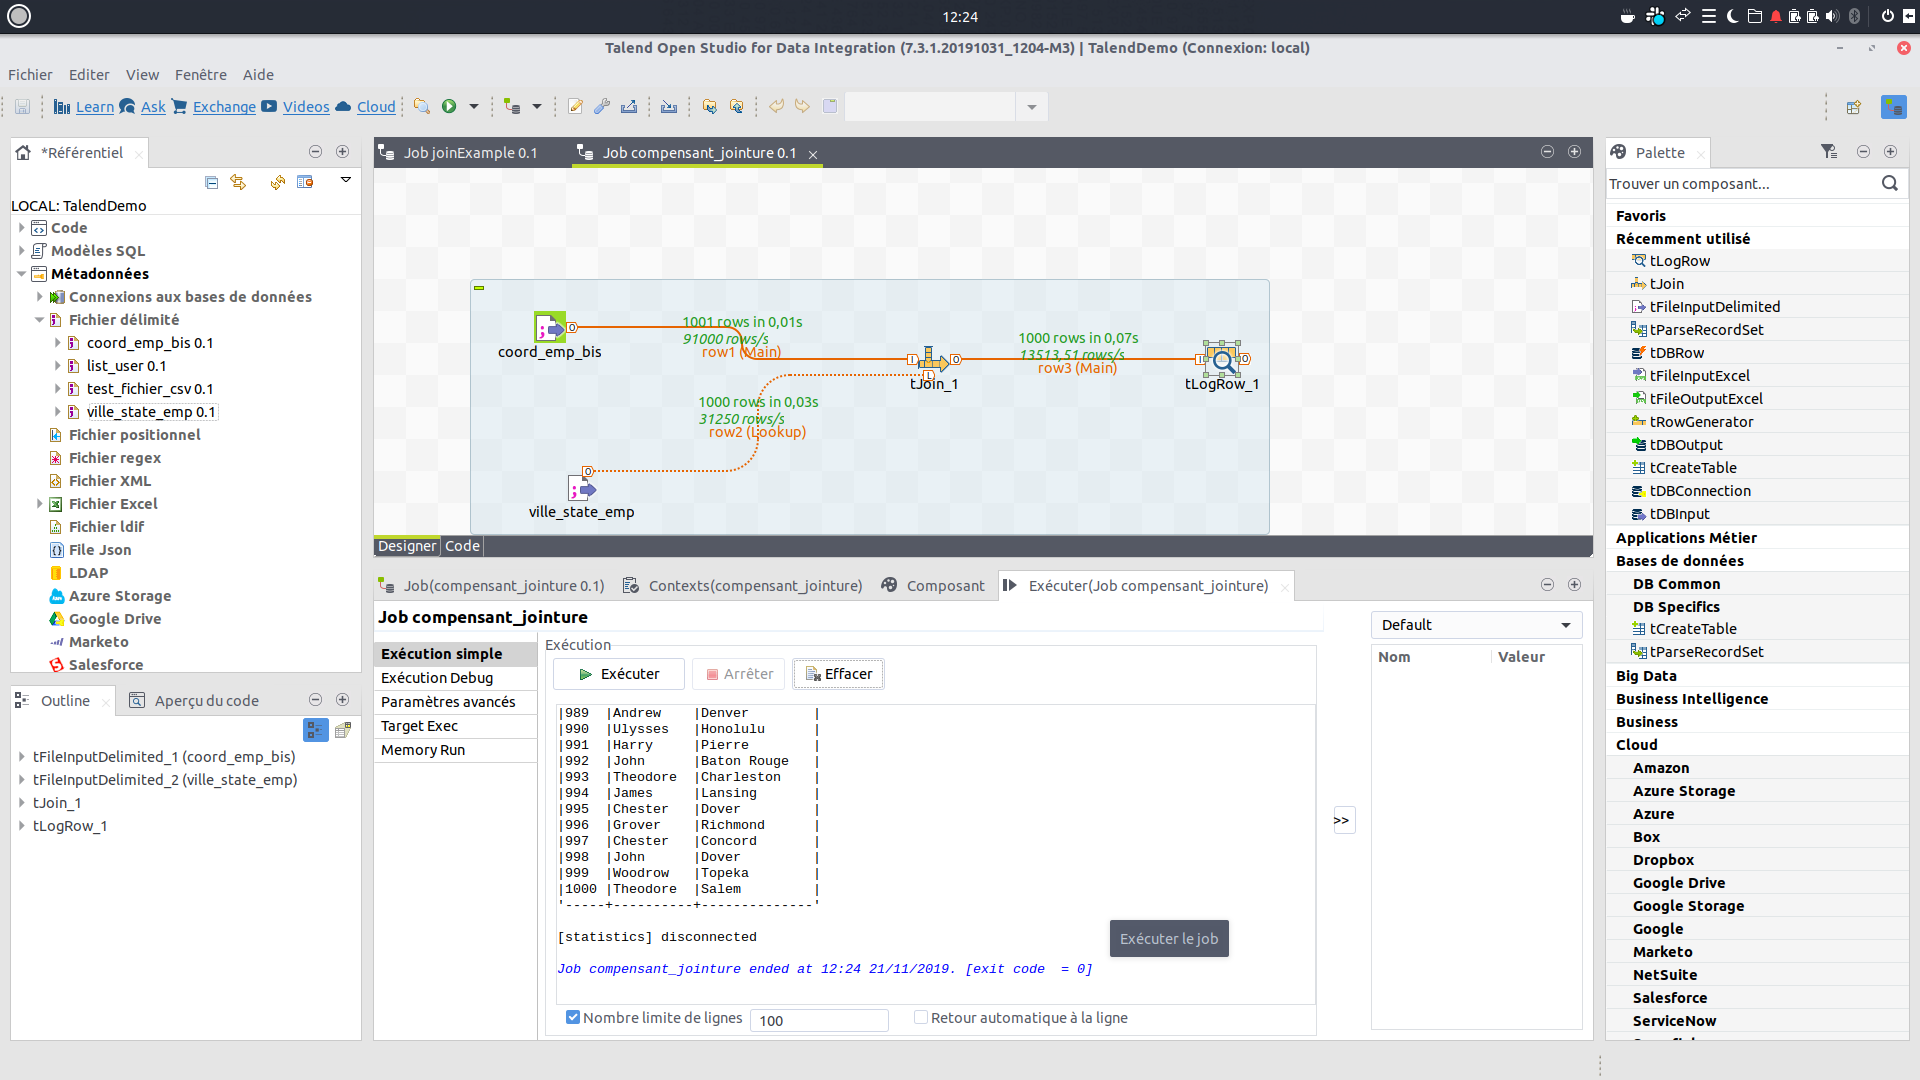 12:24
Talend Open Studio for Data Integration (7.3.1.20191031_1204-M3) | TalendDemo (Connexion: local)
Fichier Editer View Fenêtre Aide
Learn Ask Exchange Videos Cloud
*Référentiel
LOCAL: TalendDemo
Code
Modèles SQL
Métadonnées
Connexions aux bases de données
Fichier délimité
coord_emp_bis 0.1
list_user 0.1
test_fichier_csv 0.1
ville_state_emp 0.1
Fichier positionnel
Fichier regex
Fichier XML
Fichier Excel
Fichier ldif
File Json
LDAP
Azure Storage
Google Drive
Marketo
Salesforce
Outline Aperçu du code
tFileInputDelimited_1 (coord_emp_bis)
tFileInputDelimited_2 (ville_state_emp)
tJoin_1
tLogRow_1
Job joinExample 0.1 Job compensant_jointure 0.1
coord_emp_bis
1001 rows in 0,01s
91000 rows/s
row1 (Main)
1000 rows in 0,03s
31250 rows/s
row2 (Lookup)
ville_state_emp
tJoin_1
1000 rows in 0,07s
13513,51 rows/s
row3 (Main)
tLogRow_1
Designer Code
Job(compensant_jointure 0.1) Contexts(compensant_jointure) Composant Exécuter(Job compensant_jointure)
Job compensant_jointure
Exécution simple
Exécution Debug
Paramètres avancés
Target Exec
Memory Run
Exécution
Exécuter Arrêter Effacer
|989 |Andrew |Denver |
|990 |Ulysses |Honolulu |
|991 |Harry |Pierre |
|992 |John |Baton Rouge |
|993 |Theodore |Charleston |
|994 |James |Lansing |
|995 |Chester |Dover |
|996 |Grover |Richmond |
|997 |Chester |Concord |
|998 |John |Dover |
|999 |Woodrow |Topeka |
|1000 |Theodore |Salem |
'-----+----------+--------------'
[statistics] disconnected
Job compensant_jointure ended at 12:24 21/11/2019. [exit code = 0]
Exécuter le job
Nombre limite de lignes 100 Retour automatique à la ligne
>>
Default
Nom Valeur
Palette
Trouver un composant...
Favoris
Récemment utilisé
tLogRow
tJoin
tFileInputDelimited
tParseRecordSet
tDBRow
tFileInputExcel
tFileOutputExcel
tRowGenerator
tDBOutput
tCreateTable
tDBConnection
tDBInput
Applications Métier
Bases de données
DB Common
DB Specifics
tCreateTable
tParseRecordSet
Big Data
Business Intelligence
Business
Cloud
Amazon
Azure Storage
Azure
Box
Dropbox
Google Drive
Google Storage
Google
Marketo
NetSuite
Salesforce
ServiceNow